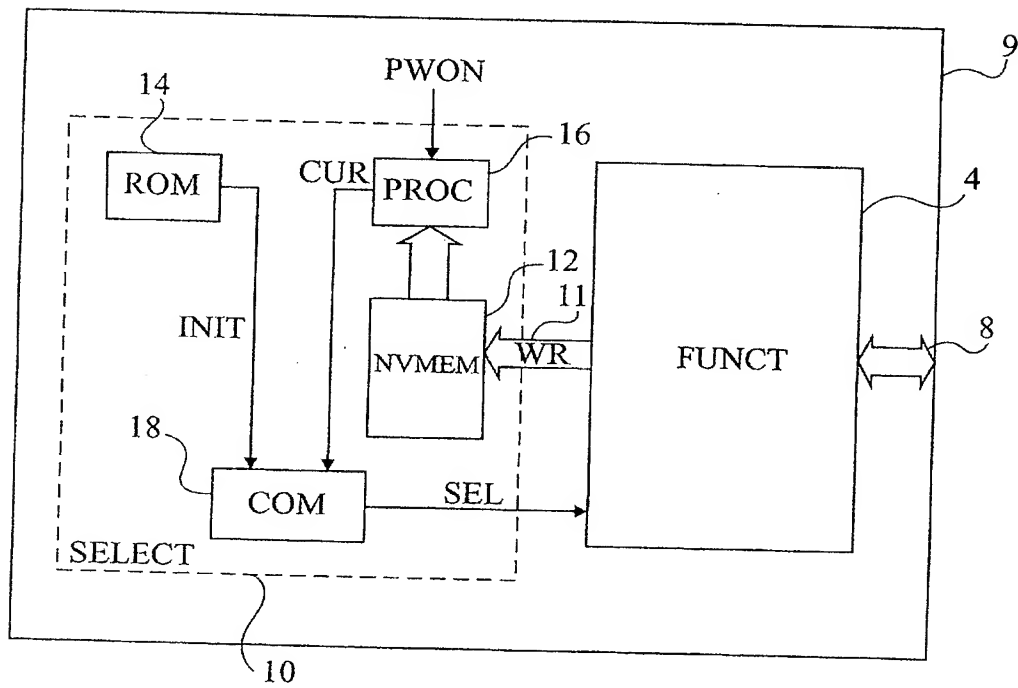 9
PWON
14
16
CUR
ROM
PROC
4
12
11
INIT
8
WR
NVMEM
FUNCT
18
COM
SEL
SELECT
10